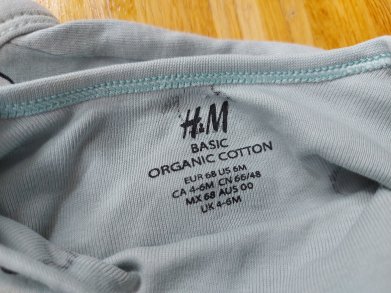 H&M
BASIC
ORGANIC COTTON
EUR 68 US 6M
CA 4-6M CN 66/48
MX 68 AUS 00
UK 4-6M